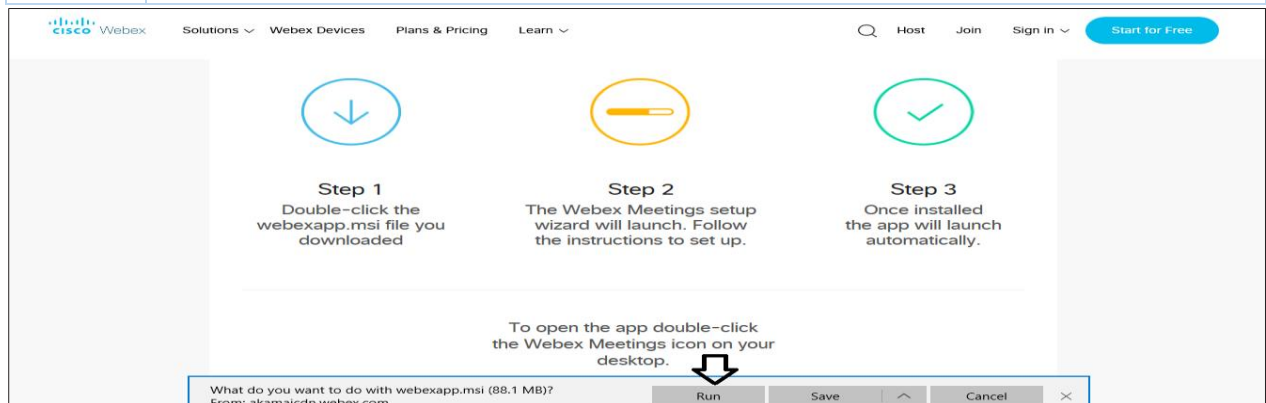 CISCO Webex Solutions Webex Devices Plans & Pricing Learn Host Join Sign in Start for Free
Step 1
Double-click the
webexapp.msi file you
downloaded
Step 2
The Webex Meetings setup
wizard will launch. Follow
the instructions to set up.
Step 3
Once installed
the app will launch
automatically.
To open the app double-click
the Webex Meetings icon on your
desktop.
What do you want to do with webexapp.msi (88.1 MB)?
From: akamaicdn.webex.com
Run Save Cancel